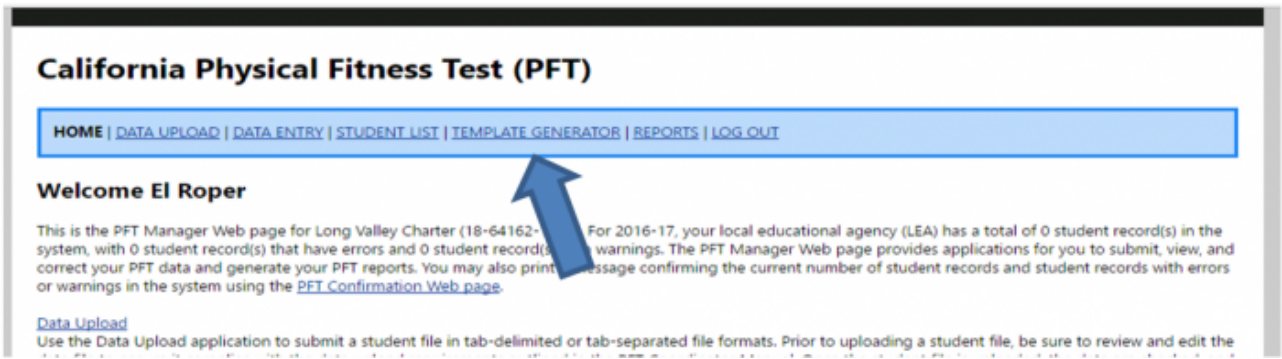 California Physical Fitness Test (PFT)
HOME | DATA UPLOAD | DATA ENTRY | STUDENT LIST | TEMPLATE GENERATOR | REPORTS | LOG OUT
Welcome El Roper
This is the PFT Manager Web page for Long Valley Charter (18-64162- For 2016-17, your local educational agency (LEA) has a total of 0 student record(s) in the
system, with 0 student record(s) that have errors and 0 student record(s) warnings. The PFT Manager Web page provides applications for you to submit, view, and
correct your PFT data and generate your PFT reports. You may also print message confirming the current number of student records and student records with errors
or warnings in the system using the PFT Confirmation Web page.
Data Upload
Use the Data Upload application to submit a student file in tab-delimited or tab-separated file formats. Prior to uploading a student file, be sure to review and edit the